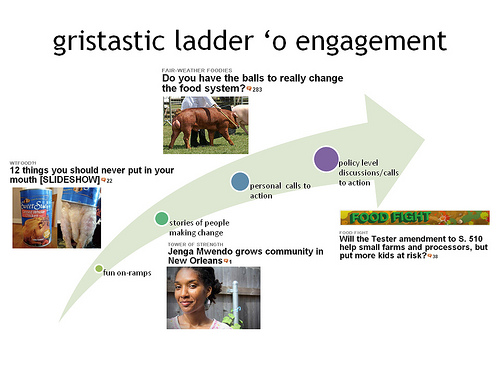 gristastic ladder ‘o engagement
FAIR-WEATHER FOODIES
Do you have the balls to really change
the food system? 283
WTFOOD?!
12 things you should never put in your
mouth [SLIDESHOW] 22
policy level
discussions/calls
to action
personal calls to
action
stories of people
making change
FOOD FIGHT
FOOD FIGHT
Will the Tester amendment to S. 510
help small farms and processors, but
put more kids at risk? 38
TOWER OF STRENGTH
Jenga Mwendo grows community in
New Orleans 1
fun on-ramps